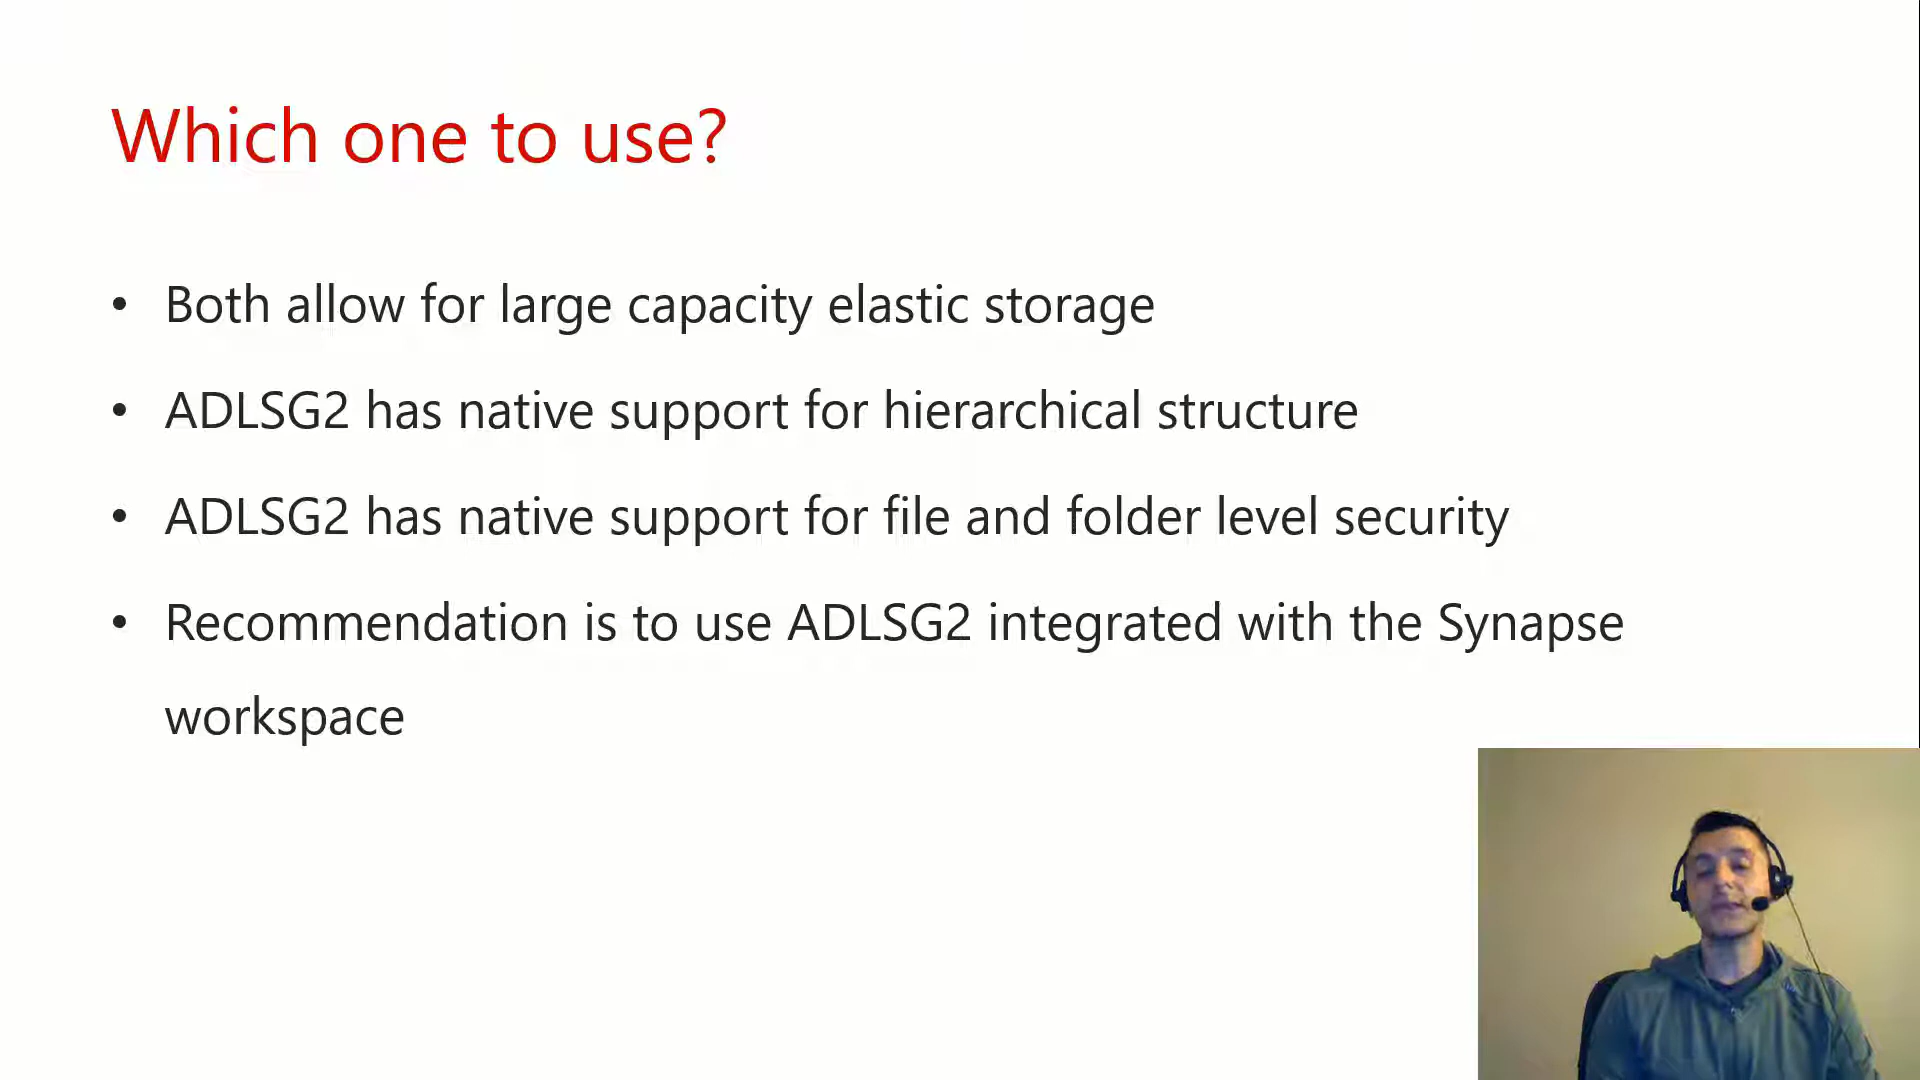 Which one to use?
• Both allow for large capacity elastic storage
• ADLSG2 has native support for hierarchical structure
• ADLSG2 has native support for file and folder level security
• Recommendation is to use ADLSG2 integrated with the Synapse
workspace